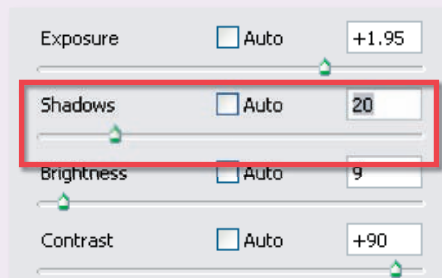 Exposure Auto +1.95
Shadows Auto 20
Brightness Auto 9
Contrast Auto +90